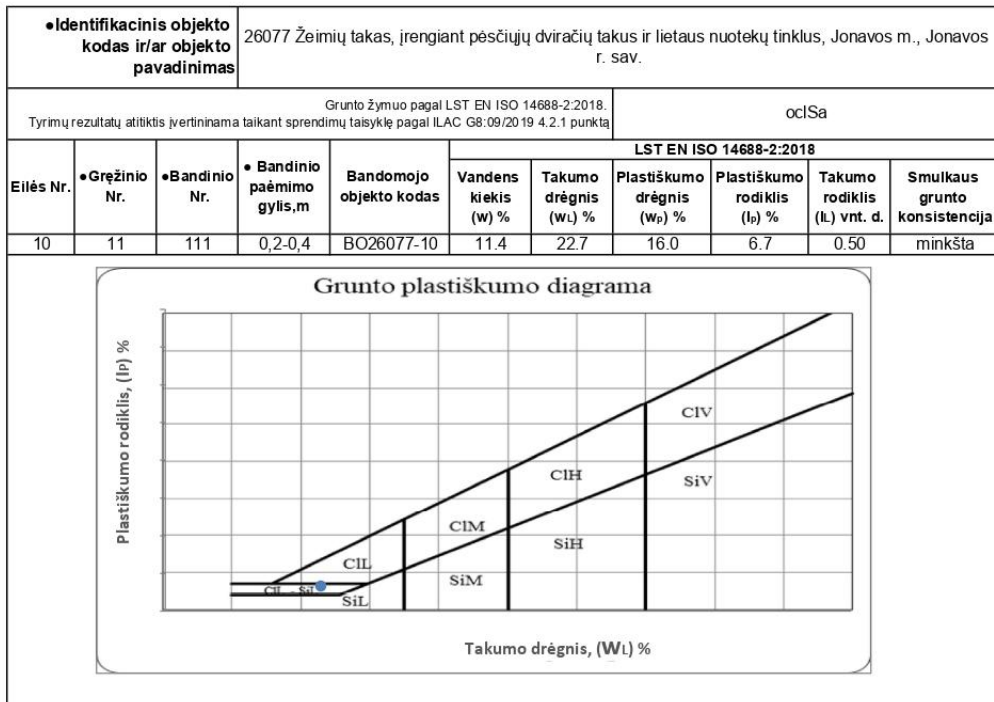 ●Identifikacinis objekto kodas ir/ar objekto pavadinimas
26077 Žeimių takas, įrengiant pėsčiųjų dviračių takus ir lietaus nuotekų tinklus, Jonavos m., Jonavos r. sav.
Grunto žymuo pagal LST EN ISO 14688-2:2018.
Tyrimų rezultatų atitiktis įvertininama taikant sprendimų taisyklę pagal ILAC G8:09/2019 4.2.1 punktą
oclSa
LST EN ISO 14688-2:2018
Eilės Nr.
●Gręžinio Nr.
●Bandinio Nr.
● Bandinio paėmimo gylis,m
Bandomojo objekto kodas
Vandens kiekis (w) %
Takumo drėgnis (wL) %
Plastiškumo drėgnis (wp) %
Plastiškumo rodiklis (Ip) %
Takumo rodiklis (IL) vnt. d.
Smulkaus grunto konsistencija
10 11 111 0,2-0,4 BO26077-10 11.4 22.7 16.0 6.7 0.50 minkšta
Grunto plastiškumo diagrama
Plastiškumo rodiklis, (IP) %
ClV
ClH
SiV
ClM
SiH
ClL
SiM
ClL - SiL
SiL
Takumo drėgnis, (WL) %